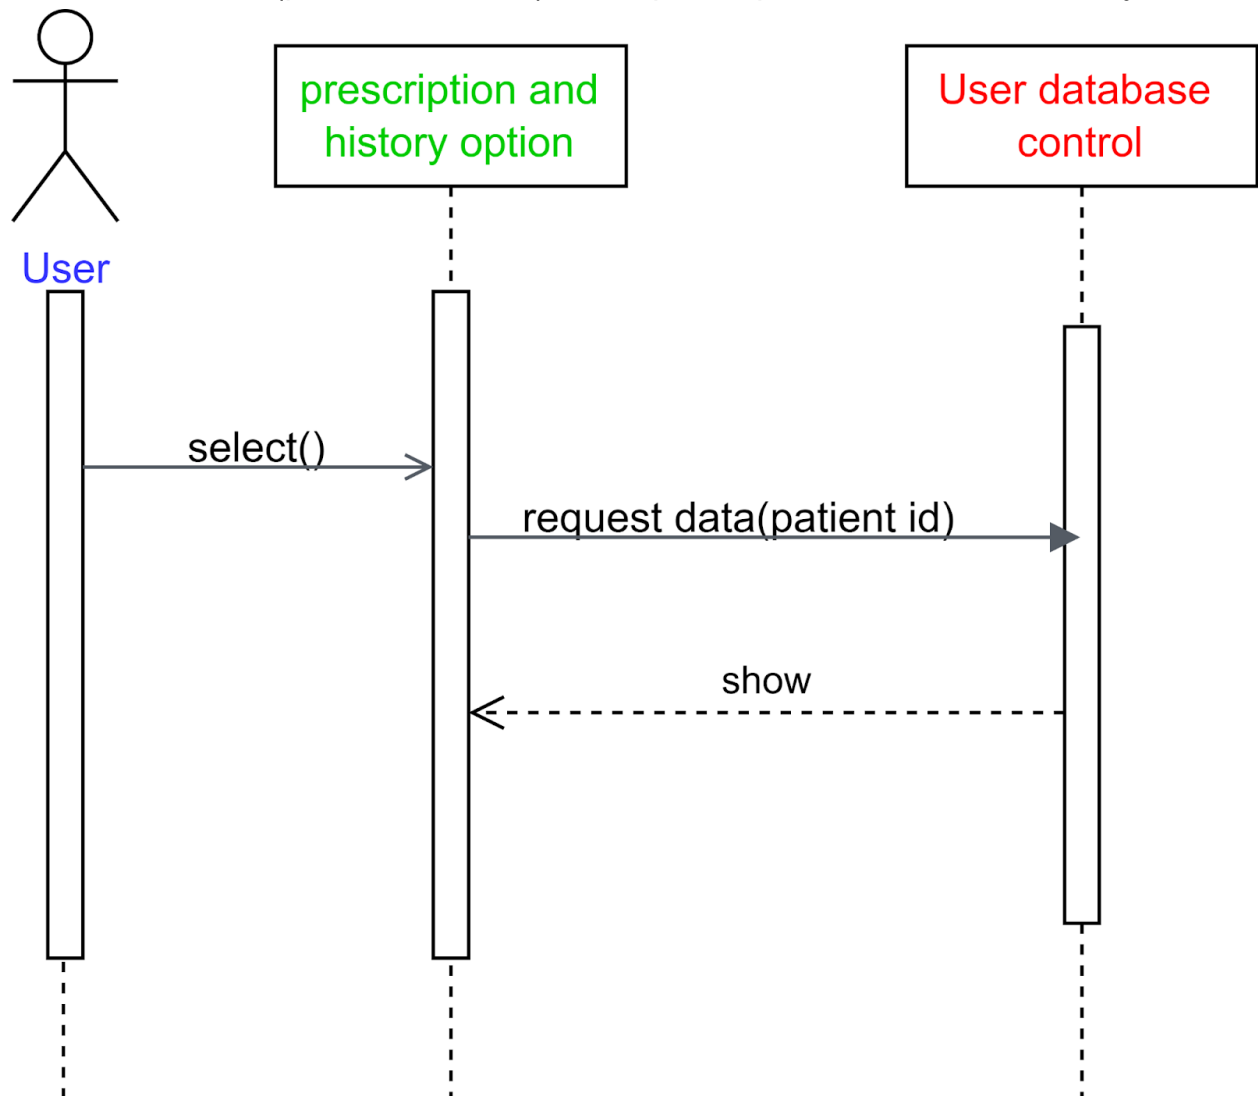 prescription and
history option
User database
control
User
select()
request data(patient id)
show